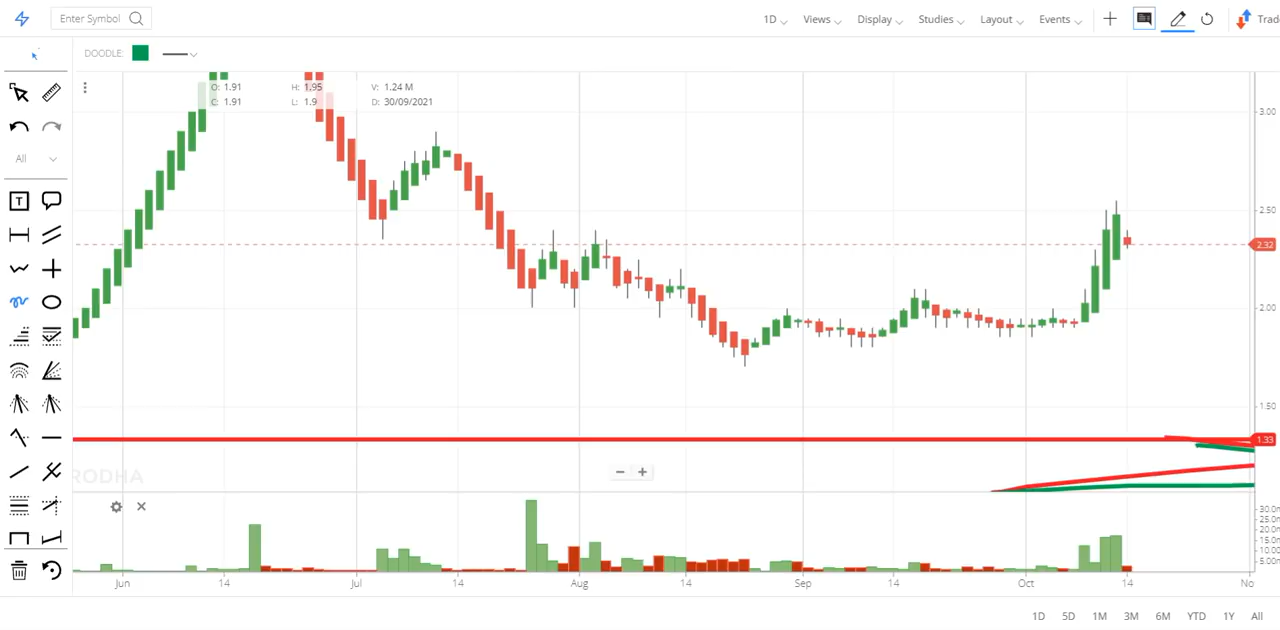 Enter Symbol 1D Views Display Studies Layout Events Trad
DOODLE:
O: 1.91 H: 1.95 V: 1.24 M
C: 1.91 L: 1.9 D: 30/09/2021
All
T
3.00
2.50
2.32
2.00
1.50
1.33
RODHA
30.0m
25.0m
20.0m
15.0m
10.0m
5.00m
Jun 14 Jul 14 Aug 14 Sep 14 Oct 14 No
1D 5D 1M 3M 6M YTD 1Y All